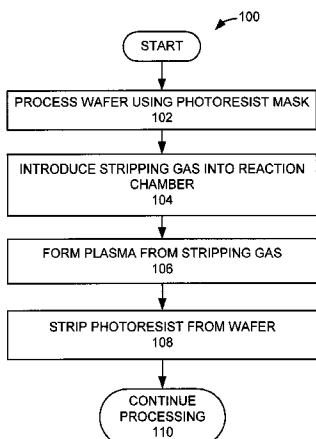 100
START
PROCESS WAFER USING PHOTORESIST MASK
102
INTRODUCE STRIPPING GAS INTO REACTION
CHAMBER
104
FORM PLASMA FROM STRIPPING GAS
106
STRIP PHOTORESIST FROM WAFER
108
CONTINUE
PROCESSING
110